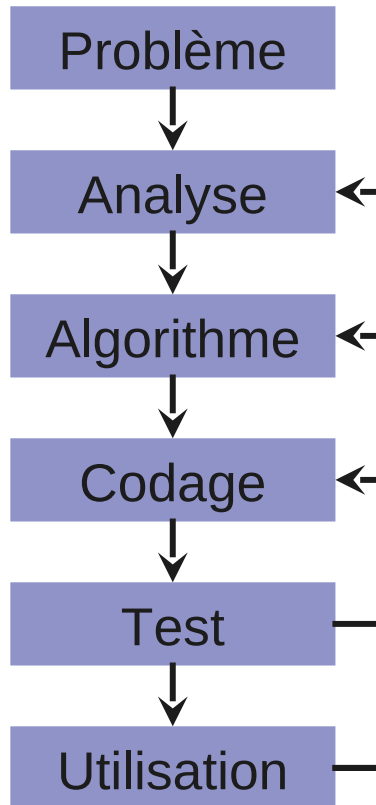 Problème
Analyse
Algorithme
Codage
Test
Utilisation